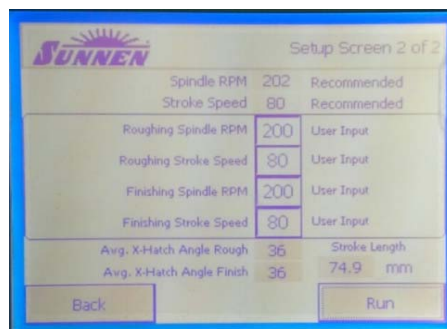 SUNNEN
Setup Screen 2 of 2
Spindle RPM 202 Recommended
Stroke Speed 80 Recommended
Roughing Spindle RPM 200 User Input
Roughing Stroke Speed 80 User Input
Finishing Spindle RPM 200 User Input
Finishing Stroke Speed 80 User Input
Avg. X-Hatch Angle Rough 36 Stroke Length
Avg. X-Hatch Angle Finish 36 74.9 mm
Back Run